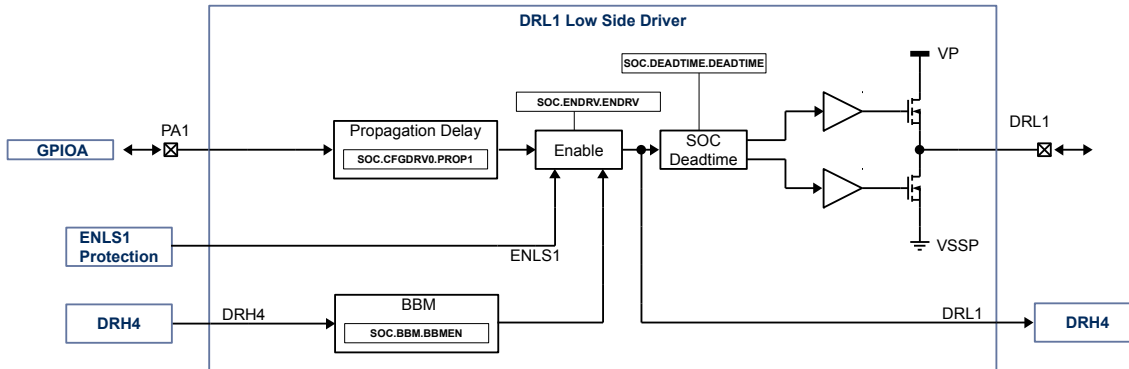 DRL1 Low Side Driver
SOC.DEADTIME.DEADTIME
VP
SOC.ENDRV.ENDRV
PA1
Propagation Delay
DRL1
GPIOA
SOC.CFGDRV0.PROP1
Enable
SOC
Deadtime
ENLS1
Protection
ENLS1
VSSP
BBM
DRH4
DRH4
SOC.BBM.BBMEN
DRL1
DRH4